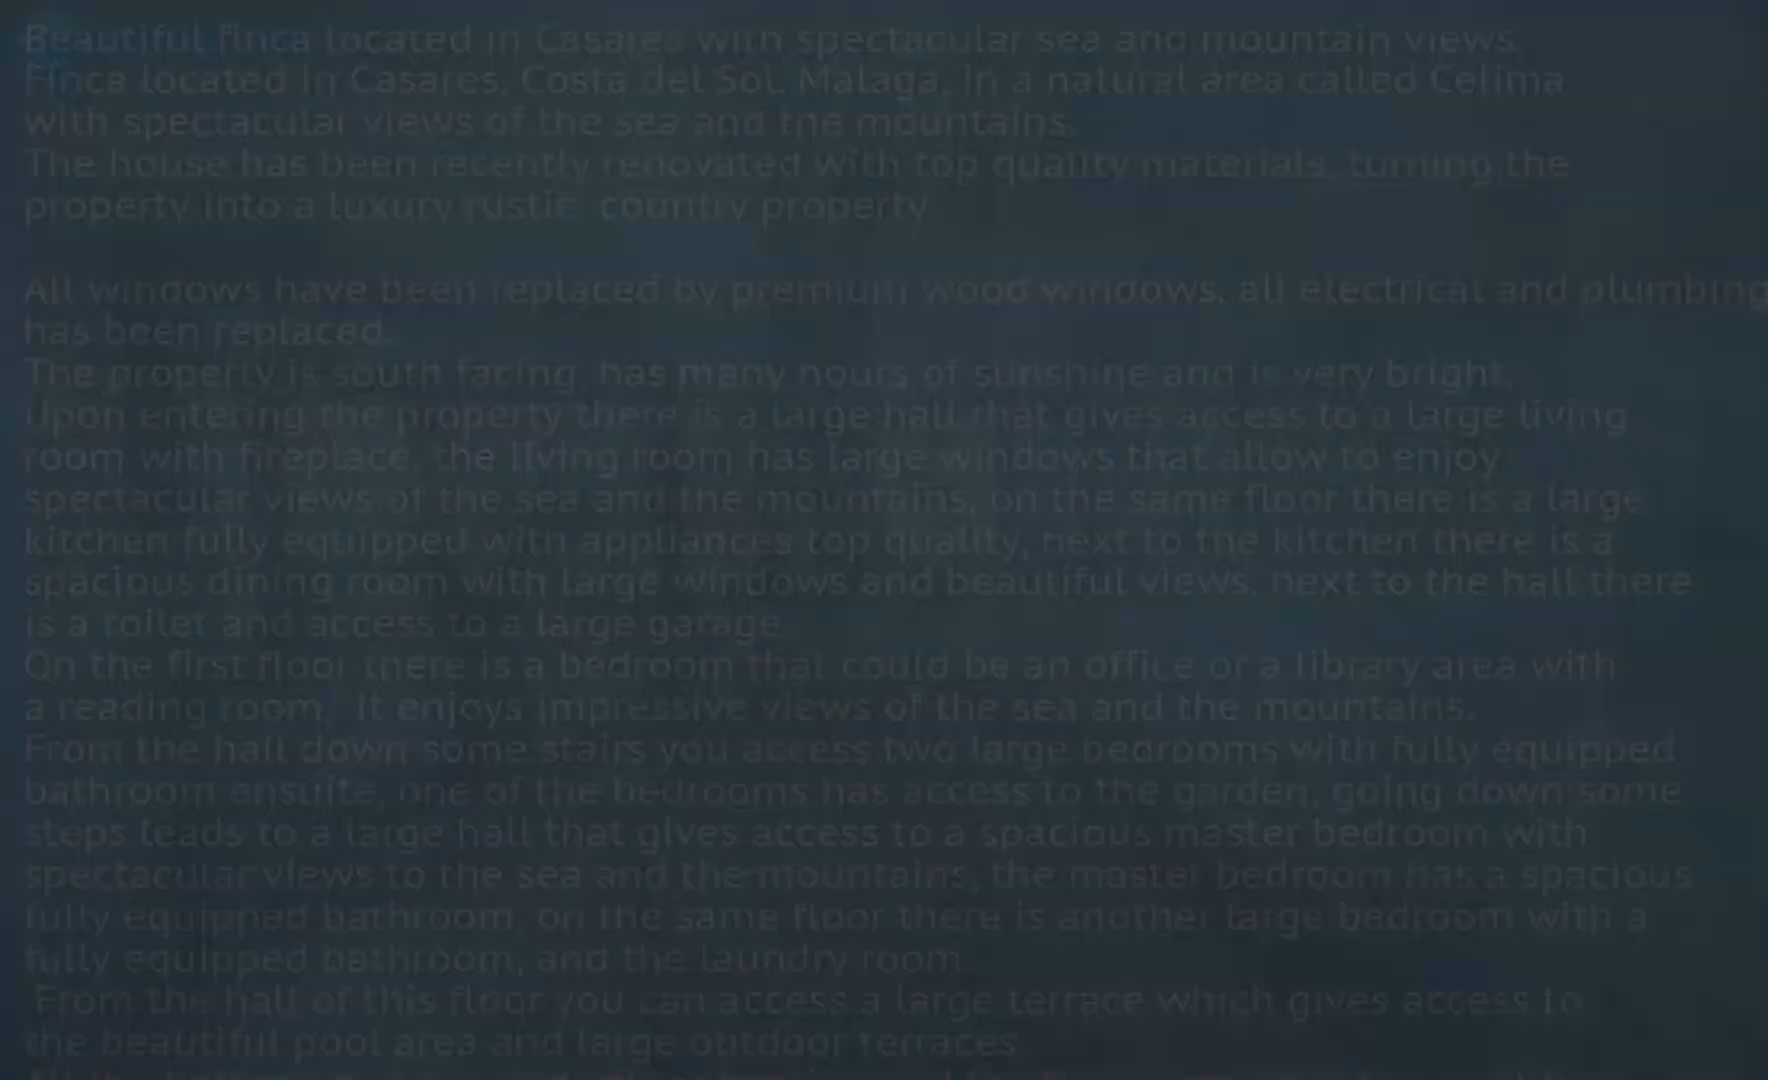 Beautiful finca located in Casares with spectacular sea and mountain views.
Finca located in Casares, Costa del Sol, Malaga, in a natural area called Celima
with spectacular views of the sea and the mountains.
The house has been recently renovated with top quality materials, turning the
property into a luxury rustic country property
All windows have been replaced by premium wood windows, all electrical and plumbing
has been replaced.
The property is south facing, has many hours of sunshine and is very bright.
Upon entering the property there is a large hall that gives access to a large living
room with fireplace, the living room has large windows that allow to enjoy
spectacular views of the sea and the mountains, on the same floor there is a large
kitchen fully equipped with appliances top quality, next to the kitchen there is a
spacious dining room with large windows and beautiful views, next to the hall there
is a toilet and access to a large garage.
On the first floor there is a bedroom that could be an office or a library area with
a reading room. It enjoys impressive views of the sea and the mountains.
From the hall down some stairs you access two large bedrooms with fully equipped
bathroom ensuite, one of the bedrooms has access to the garden, going down some
steps leads to a large hall that gives access to a spacious master bedroom with
spectacular views to the sea and the mountains, the master bedroom has a spacious
fully equipped bathroom, on the same floor there is another large bedroom with a
fully equipped bathroom, and the laundry room.
From the hall of this floor you can access a large terrace which gives access to
the beautiful pool area and large outdoor terraces